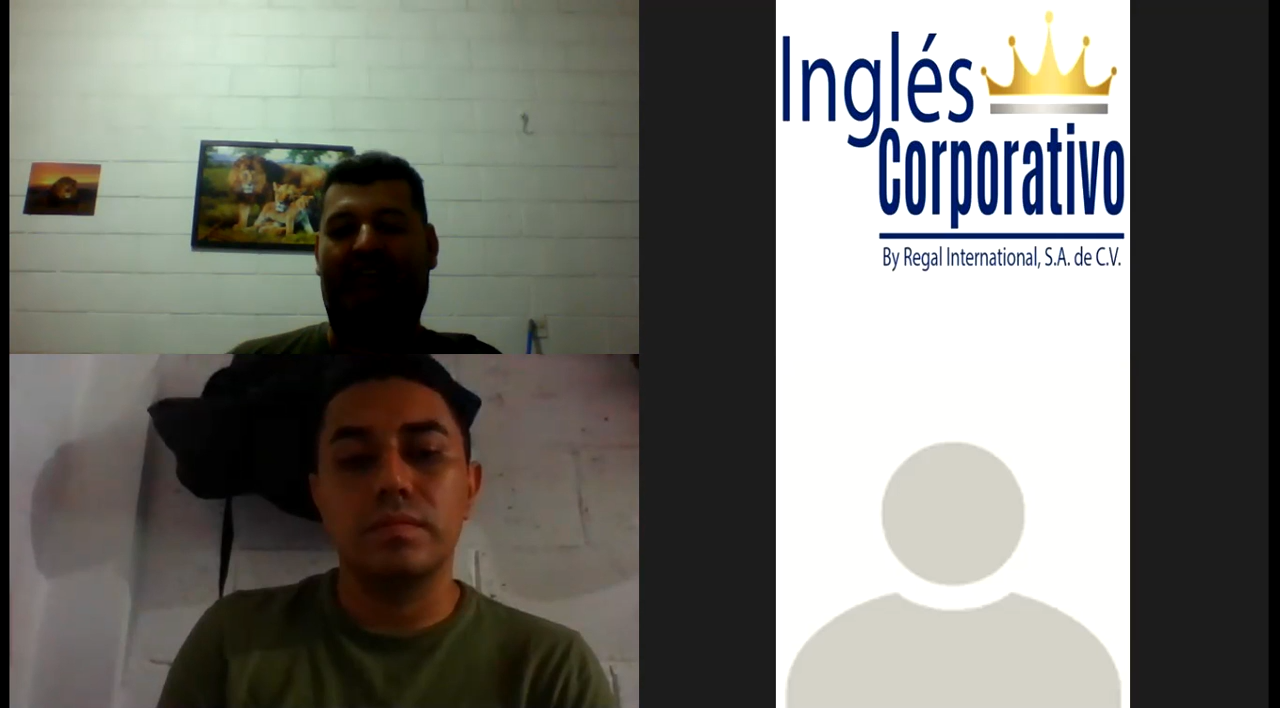 Inglés
Corporativo
By Regal International, S.A. de C.V.